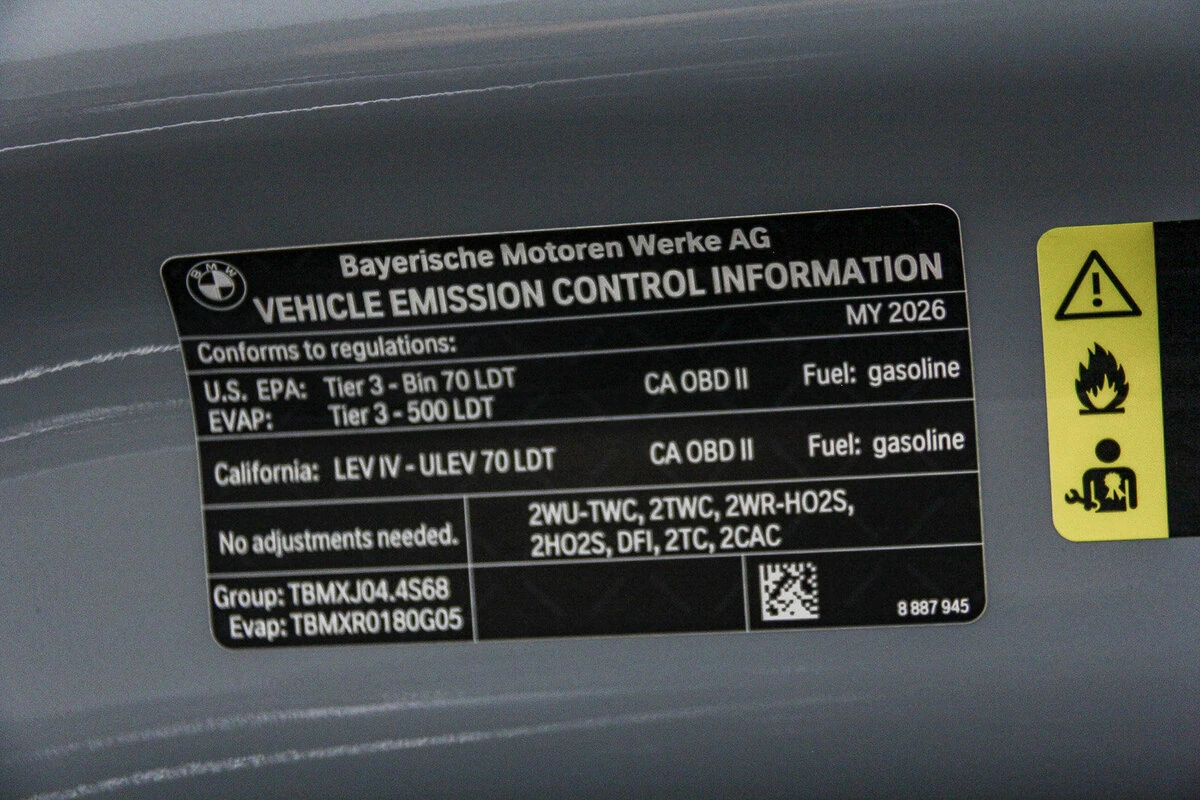 BMW
Bayerische Motoren Werke AG
VEHICLE EMISSION CONTROL INFORMATION
MY 2026
Conforms to regulations:
U.S. EPA: Tier 3 - Bin 70 LDT CA OBD II Fuel: gasoline
EVAP: Tier 3 - 500 LDT
California: LEV IV - ULEV 70 LDT CA OBD II Fuel: gasoline
No adjustments needed.
2WU-TWC, 2TWC, 2WR-HO2S,
2HO2S, DFI, 2TC, 2CAC
Group: TBMXJ04.4S68
Evap: TBMXR0180G05
8 887 945